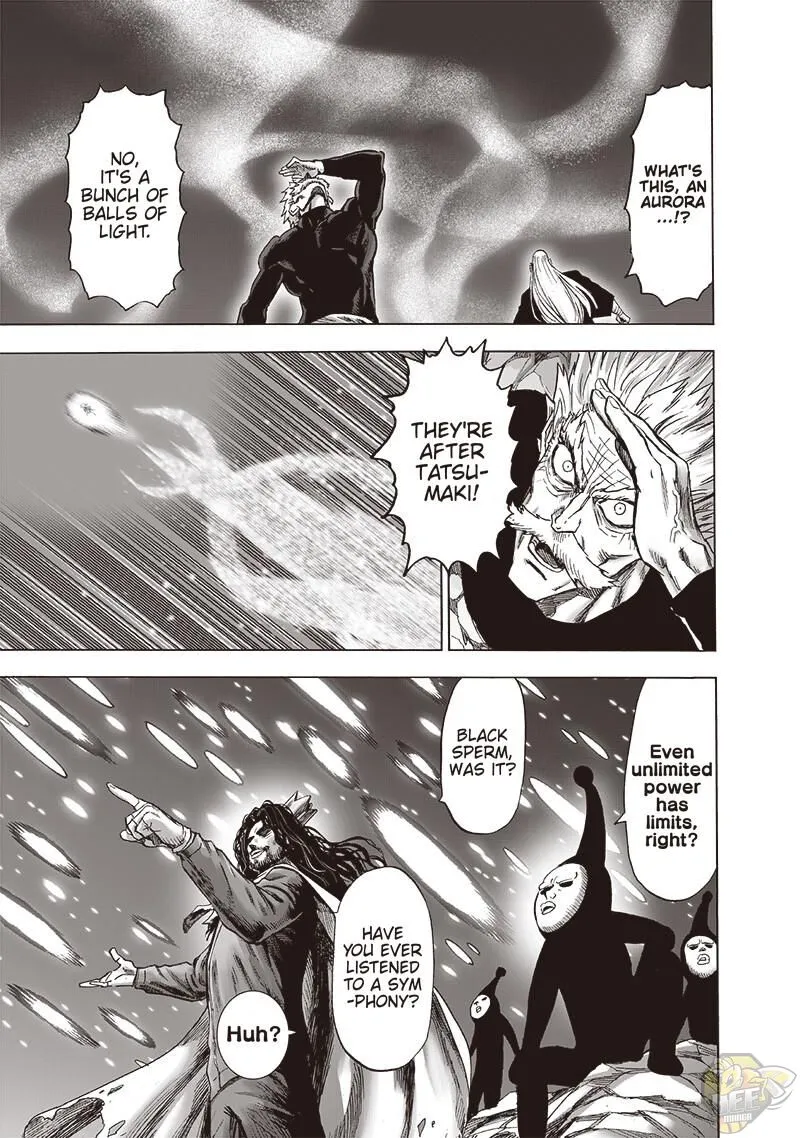 WHAT'S
THIS, AN
AURORA
...!?
NO,
IT'S A
BUNCH OF
BALLS OF
LIGHT.
THEY'RE
AFTER
TATSU-
MAKI!
Even
unlimited
power
has
limits,
right?
BLACK
SPERM,
WAS IT?
HAVE
YOU EVER
LISTENED
TO A SYM
-PHONY?
Huh?
MANGA